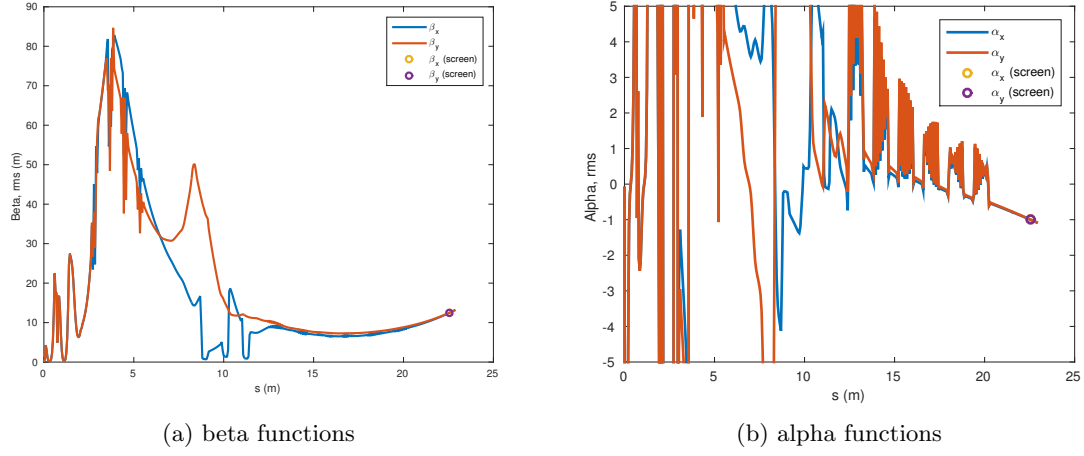 90
80
70
60
50
40
30
20
10
0
Beta, rms (m)
0 5 10 15 20 25
s (m)
β_x
β_y
β_x (screen)
β_y (screen)
(a) beta functions
5
4
3
2
1
0
-1
-2
-3
-4
-5
Alpha, rms
0 5 10 15 20 25
s (m)
α_x
α_y
α_x (screen)
α_y (screen)
(b) alpha functions